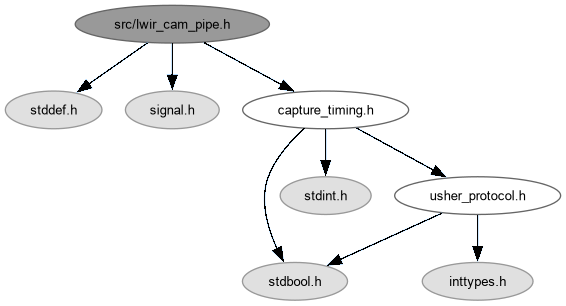 src/lwir_cam_pipe.h
stddef.h
signal.h
capture_timing.h
stdint.h
usher_protocol.h
stdbool.h
inttypes.h